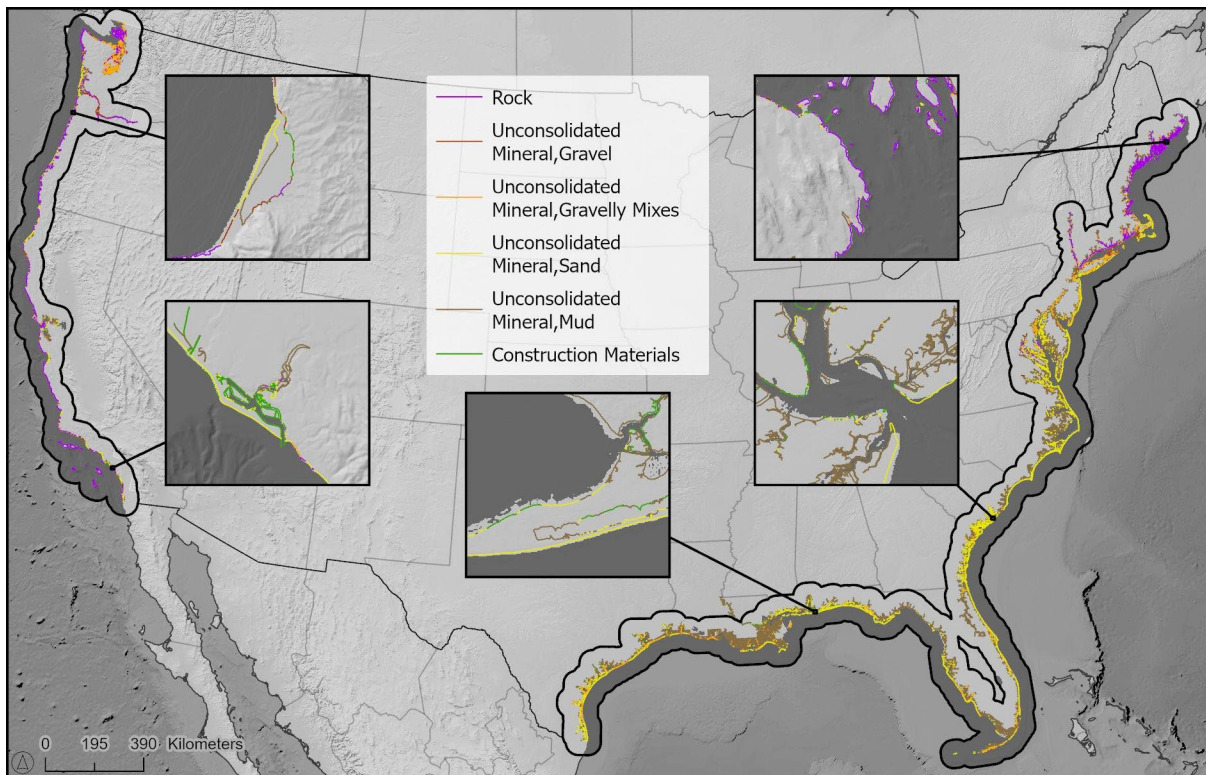 Rock
Unconsolidated
Mineral,Gravel
Unconsolidated
Mineral,Gravelly Mixes
Unconsolidated
Mineral,Sand
Unconsolidated
Mineral,Mud
Construction Materials
0 195 390 Kilometers
A